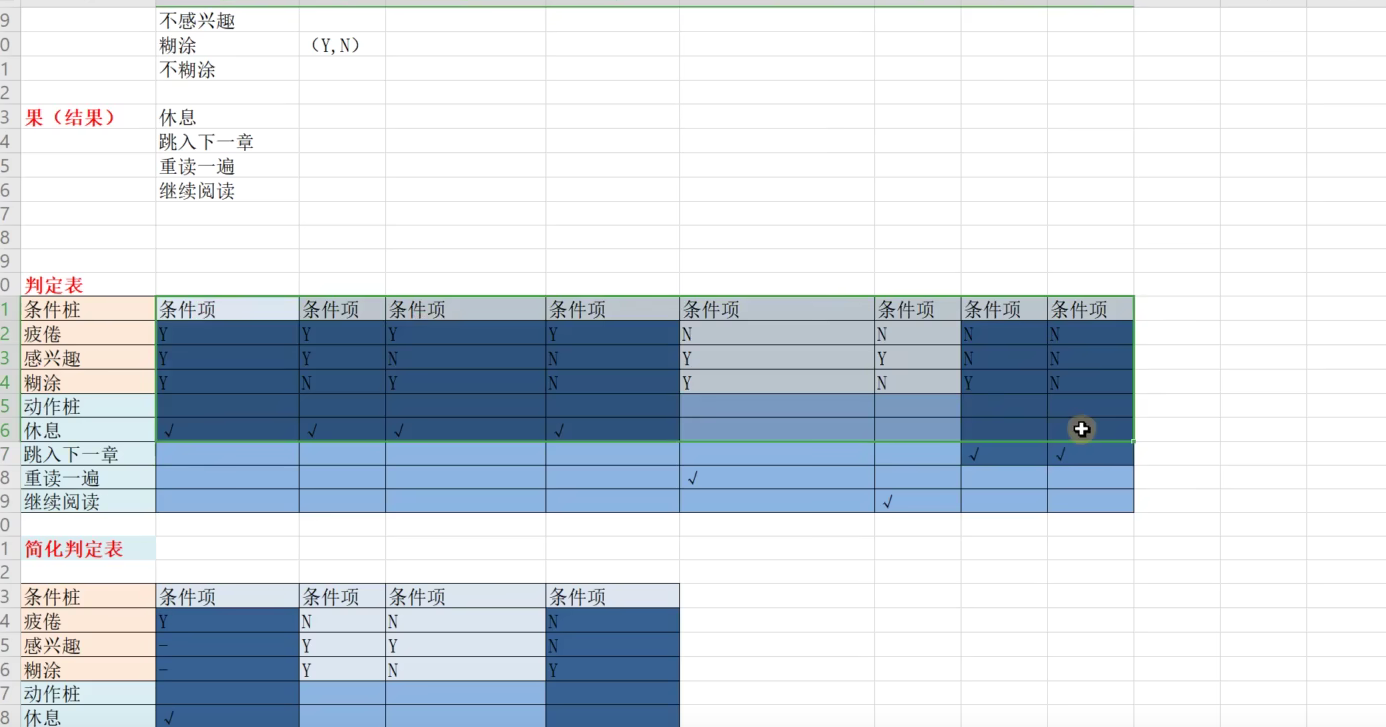 9 不感兴趣
0 糊涂 （Y,N）
1 不糊涂
2
3 果（结果） 休息
4 跳入下一章
5 重读一遍
6 继续阅读
7
8
9
0 判定表
1 条件桩 条件项 条件项 条件项 条件项 条件项 条件项 条件项 条件项
2 疲倦 Y Y Y Y N N N N
3 感兴趣 Y Y N N Y Y N N
4 糊涂 Y N Y N Y N Y N
5 动作桩
6 休息 √ √ √ √
7 跳入下一章 √ √
8 重读一遍 √
9 继续阅读 √
0
1 简化判定表
2
3 条件桩 条件项 条件项 条件项 条件项
4 疲倦 Y N N N
5 感兴趣 - Y Y N
6 糊涂 - Y N Y
7 动作桩
8 休息 √